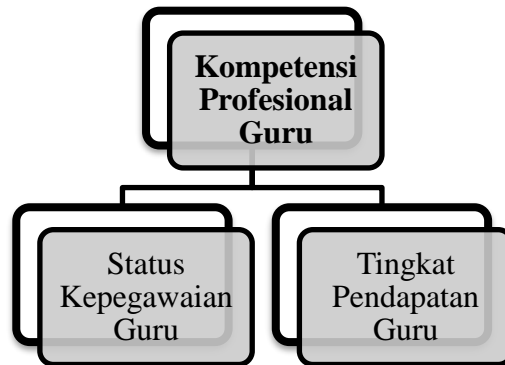 Kompetensi
Profesional
Guru
Status
Kepegawaian
Guru
Tingkat
Pendapatan
Guru